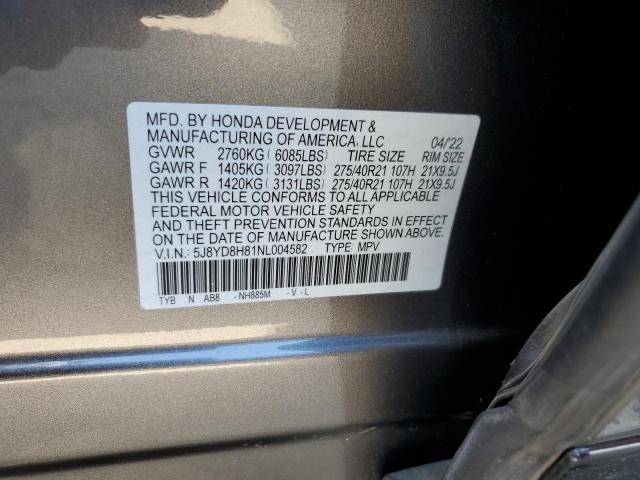 MFD. BY HONDA DEVELOPMENT &
MANUFACTURING OF AMERICA, LLC 04/22
GVWR 2760KG ( 6085LBS) TIRE SIZE RIM SIZE
GAWR F 1405KG ( 3097LBS) 275/40R21 107H 21X9.5J
GAWR R 1420KG ( 3131LBS) 275/40R21 107H 21X9.5J
THIS VEHICLE CONFORMS TO ALL APPLICABLE
FEDERAL MOTOR VEHICLE SAFETY
AND THEFT PREVENTION STANDARDS IN EFFECT
ON THE DATE OF MANUFACTURE SHOWN ABOVE.
V.I.N.: 5J8YD8H81NL004582 TYPE: MPV
TYB N AB8 - NH885M - V - L